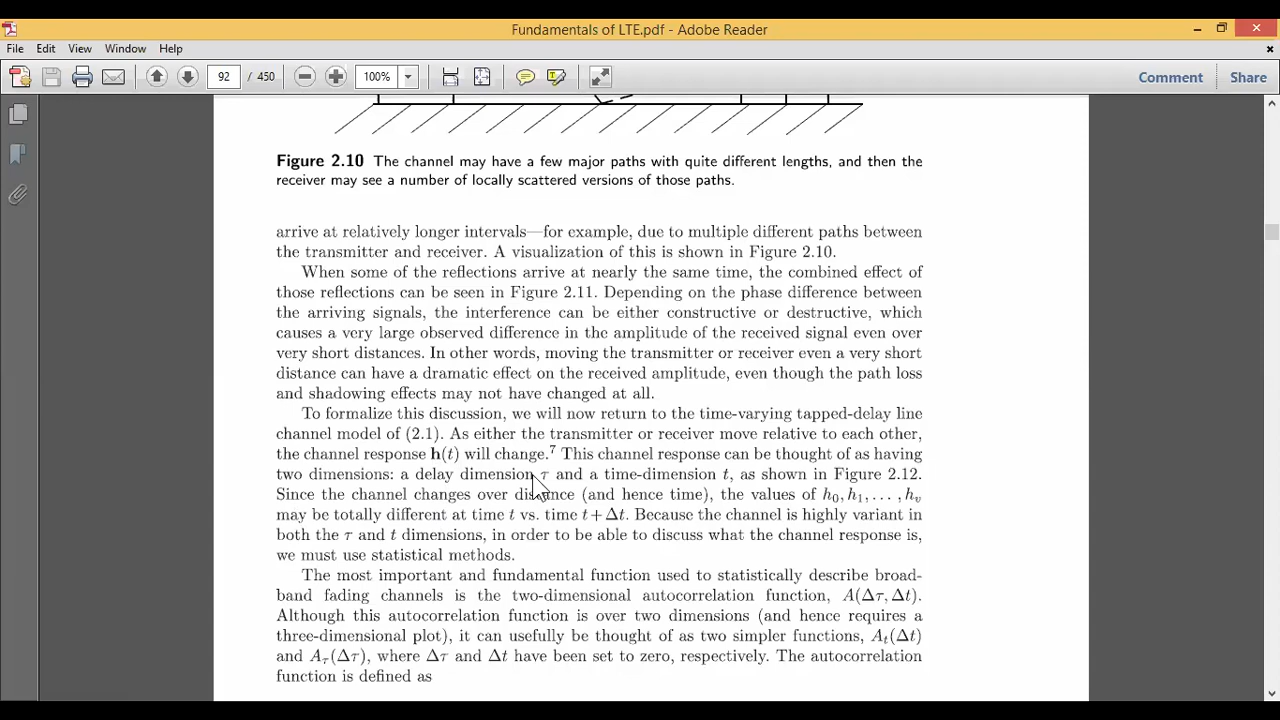 Fundamentals of LTE.pdf - Adobe Reader
File Edit View Window Help
92 / 450 100% Comment Share
Figure 2.10 The channel may have a few major paths with quite different lengths, and then the
receiver may see a number of locally scattered versions of those paths.
arrive at relatively longer intervals—for example, due to multiple different paths between
the transmitter and receiver. A visualization of this is shown in Figure 2.10.
When some of the reflections arrive at nearly the same time, the combined effect of
those reflections can be seen in Figure 2.11. Depending on the phase difference between
the arriving signals, the interference can be either constructive or destructive, which
causes a very large observed difference in the amplitude of the received signal even over
very short distances. In other words, moving the transmitter or receiver even a very short
distance can have a dramatic effect on the received amplitude, even though the path loss
and shadowing effects may not have changed at all.
To formalize this discussion, we will now return to the time-varying tapped-delay line
channel model of (2.1). As either the transmitter or receiver move relative to each other,
the channel response h(t) will change.⁷ This channel response can be thought of as having
two dimensions: a delay dimension τ and a time-dimension t, as shown in Figure 2.12.
Since the channel changes over distance (and hence time), the values of h₀, h₁, . . . , hᵥ
may be totally different at time t vs. time t + Δt. Because the channel is highly variant in
both the τ and t dimensions, in order to be able to discuss what the channel response is,
we must use statistical methods.
The most important and fundamental function used to statistically describe broad-
band fading channels is the two-dimensional autocorrelation function, A(Δτ, Δt).
Although this autocorrelation function is over two dimensions (and hence requires a
three-dimensional plot), it can usefully be thought of as two simpler functions, Aₜ(Δt)
and A_τ(Δτ), where Δτ and Δt have been set to zero, respectively. The autocorrelation
function is defined as